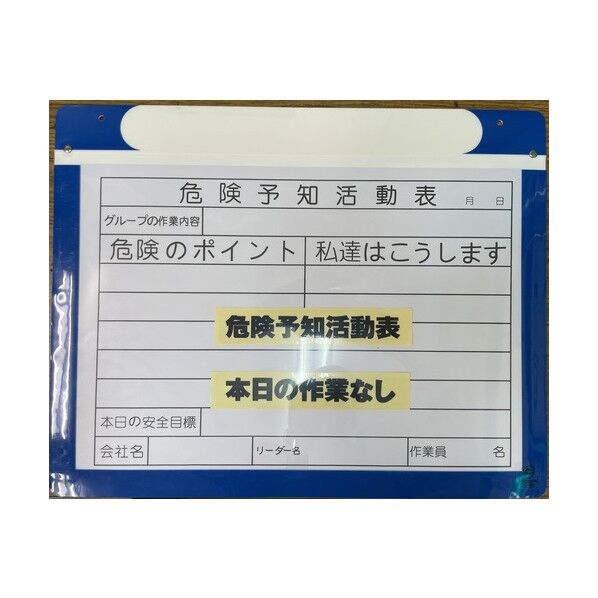 危険予知活動表 月 日
グループの作業内容
危険のポイント 私達はこうします
危険予知活動表
本日の作業なし
本日の安全目標
会社名 リーダー名 作業員 名